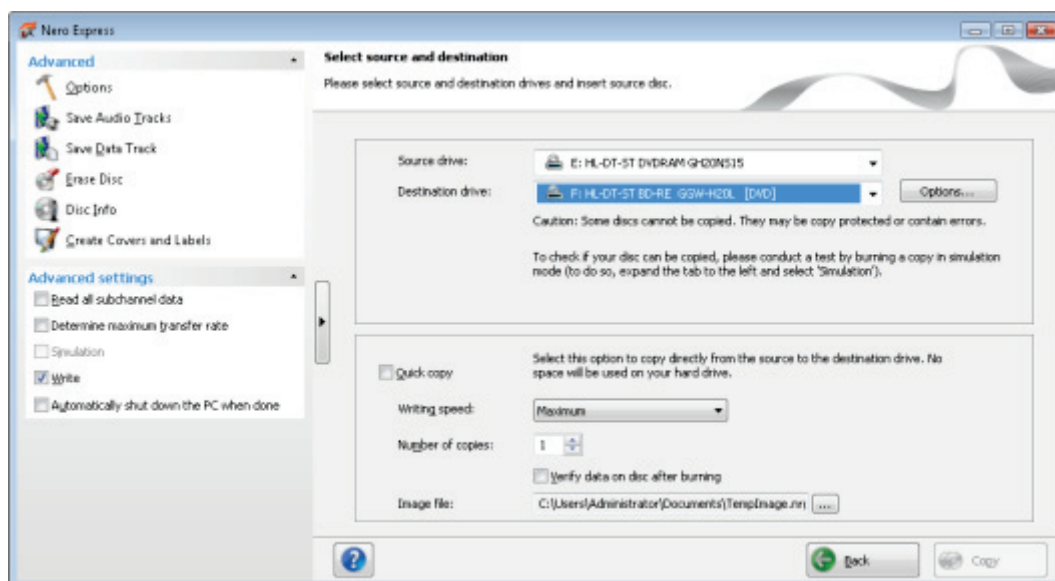 Nero Express
Advanced
Options
Save Audio Tracks
Save Data Track
Erase Disc
Disc Info
Create Covers and Labels
Advanced settings
Read all subchannel data
Determine maximum transfer rate
Simulation
Write
Automatically shut down the PC when done
Select source and destination
Please select source and destination drives and insert source disc.
Source drive:
E: HL-DT-ST DVDRAM GH20NS15
Destination drive:
F: HL-DT-ST BD-RE GGW-H20L [DVD]
Options...
Caution: Some discs cannot be copied. They may be copy protected or contain errors.
To check if your disc can be copied, please conduct a test by burning a copy in simulation
mode (to do so, expand the tab to the left and select 'Simulation').
Quick copy
Select this option to copy directly from the source to the destination drive. No
space will be used on your hard drive.
Writing speed:
Maximum
Number of copies:
1
Verify data on disc after burning
Image file:
C:\Users\Administrator\Documents\TempImage.nr
...
?
Back
Copy